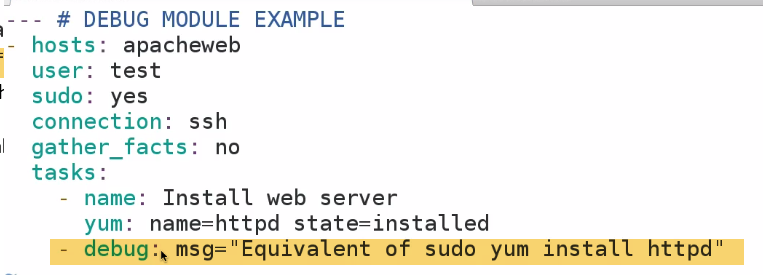 --- # DEBUG MODULE EXAMPLE
- hosts: apacheweb
  user: test
  sudo: yes
  connection: ssh
  gather_facts: no
  tasks:
    - name: Install web server
      yum: name=httpd state=installed
    - debug: msg="Equivalent of sudo yum install httpd"